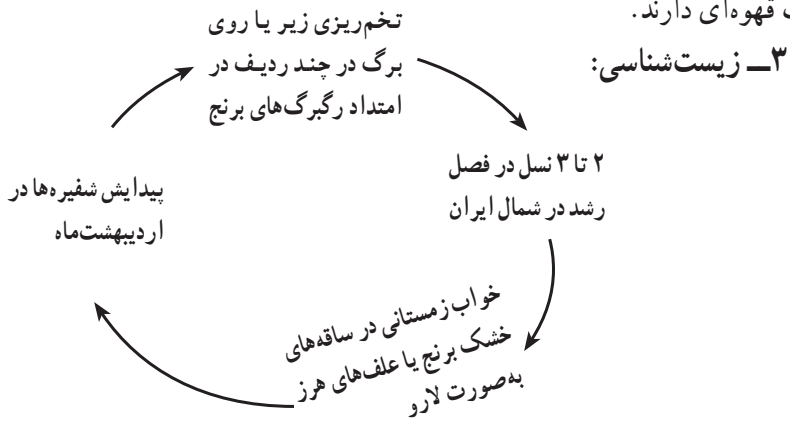 قهوه‌ای دارند.
۳ــ زیست‌شناسی:
تخم‌ریزی زیر یا روی
برگ در چند ردیف در
امتداد رگبرگ‌های برنج
۲ تا ۳ نسل در فصل
رشد در شمال ایران
خواب زمستانی در ساقه‌های
خشک برنج یا علف‌های هرز
به‌صورت لارو
پیدایش شفیره‌ها در
اردیبهشت‌ماه